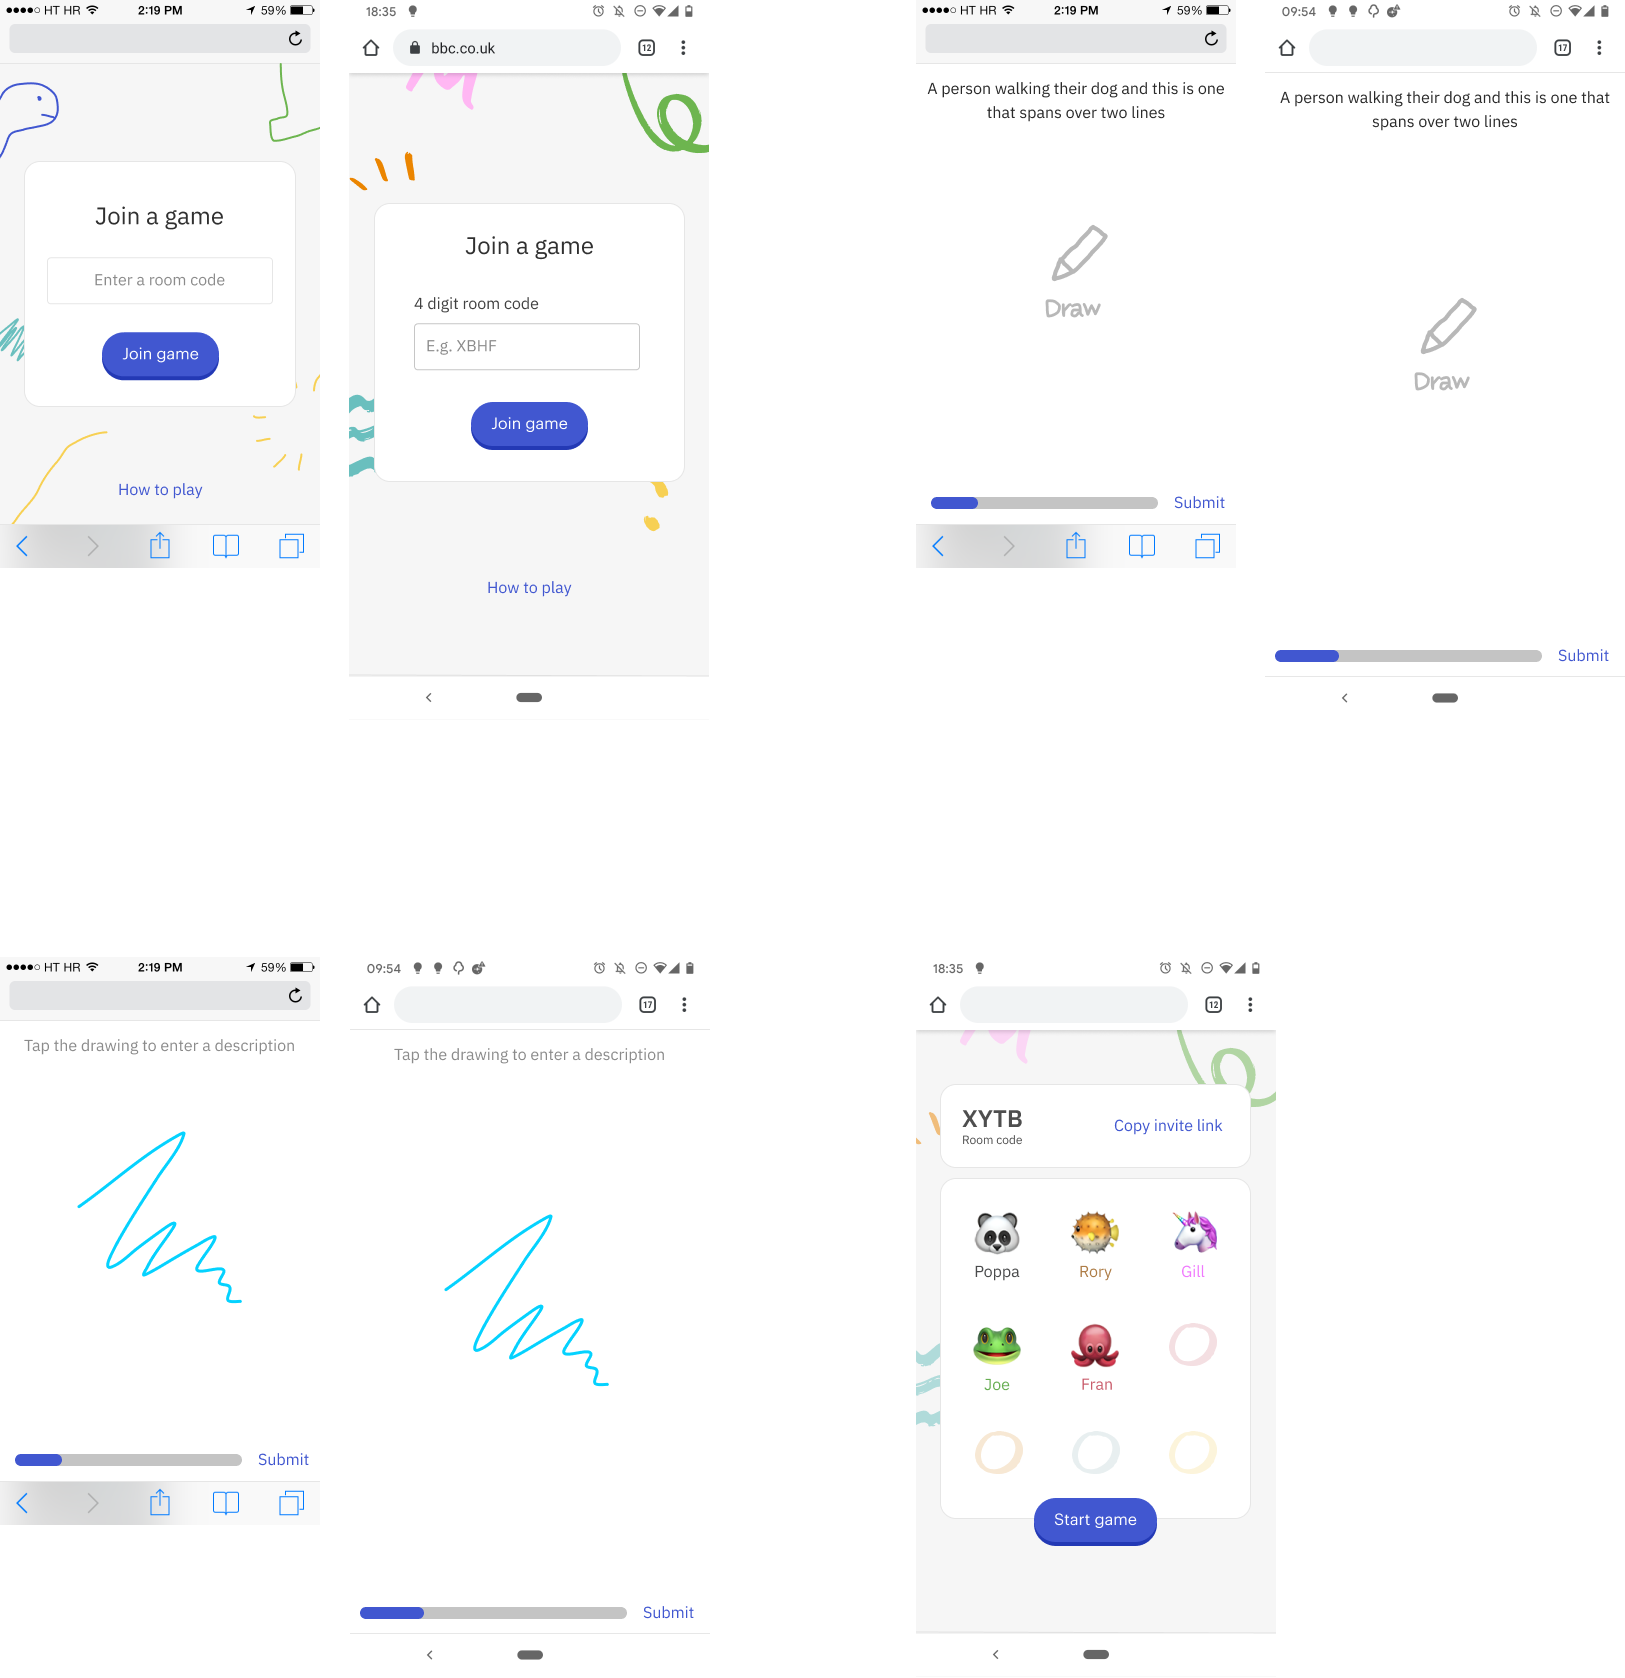 HT HR 2:19 PM 59%
Join a game
Enter a room code
Join game
How to play
18:35
bbc.co.uk 12
Join a game
4 digit room code
E.g. XBHF
Join game
How to play
HT HR 2:19 PM 59%
A person walking their dog and this is one
that spans over two lines
Draw
Submit
09:54
17
A person walking their dog and this is one that
spans over two lines
Draw
Submit
HT HR 2:19 PM 59%
Tap the drawing to enter a description
Submit
09:54
17
Tap the drawing to enter a description
Submit
18:35
12
XYTB
Room code
Copy invite link
Poppa Rory Gill
Joe Fran
Start game